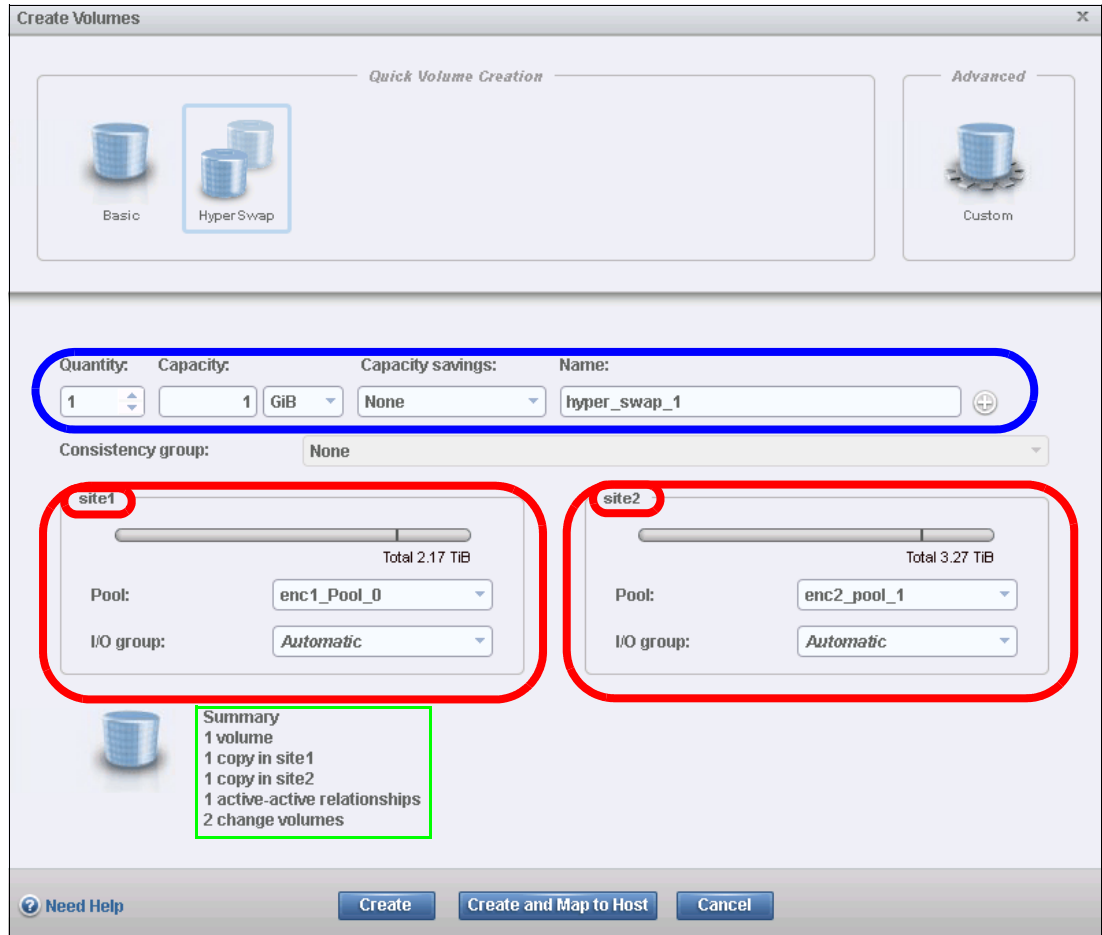 Create Volumes x
Quick Volume Creation Advanced
Basic HyperSwap Custom
Quantity: Capacity: Capacity savings: Name:
1 1 GiB None hyper_swap_1
Consistency group: None
site1 site2
Total 2.17 TiB Total 3.27 TiB
Pool: enc1_Pool_0 Pool: enc2_pool_1
I/O group: Automatic I/O group: Automatic
Summary
1 volume
1 copy in site1
1 copy in site2
1 active-active relationships
2 change volumes
? Need Help Create Create and Map to Host Cancel